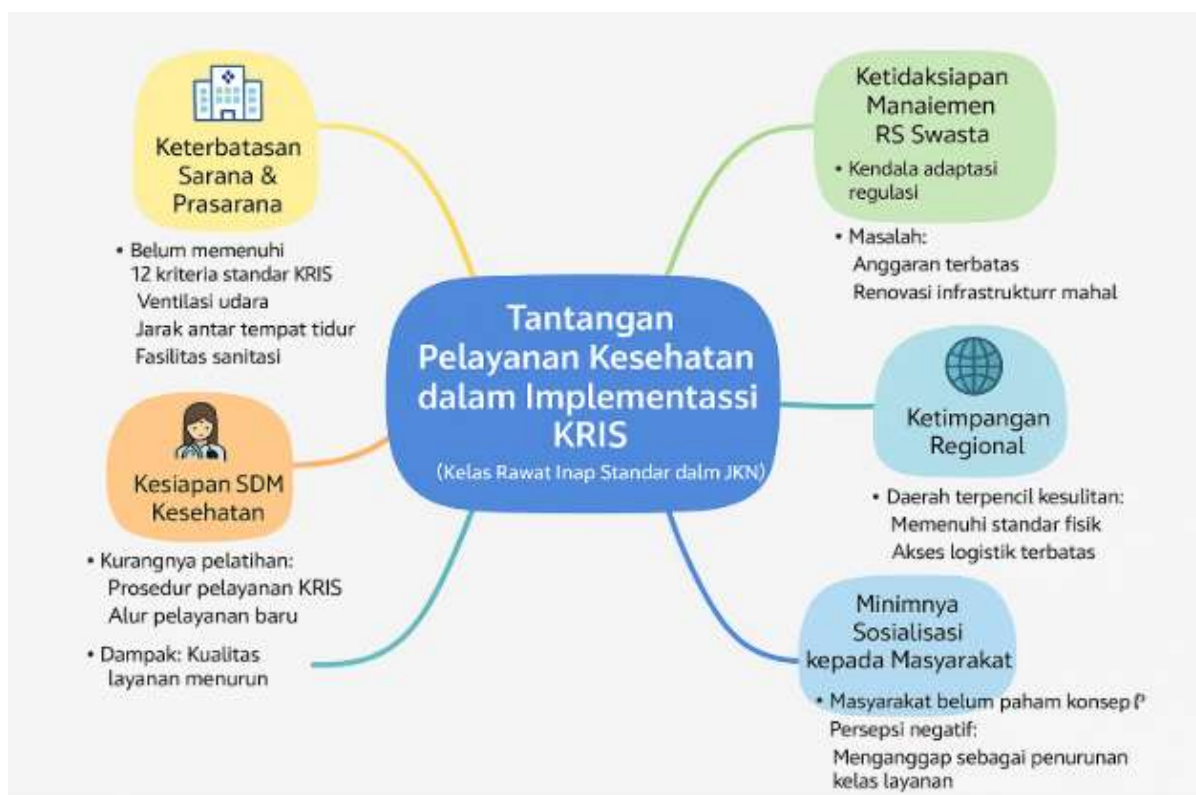 Keterbatasan
Sarana &
Prasarana
• Belum memenuhi
12 kriteria standar KRIS
Ventilasi udara
Jarak antar tempat tidur
Fasilitas sanitasi
Kesiapan SDM
Kesehatan
• Kurangnya pelatihan:
Prosedur pelayanan KRIS
Alur pelayanan baru
• Dampak: Kualitas
layanan menurun
Tantangan
Pelayanan Kesehatan
dalam Implementassi
KRIS
(Kelas Rawat Inap Standar dalm JKN)
Ketidaksiapan
Manaiemen
RS Swasta
• Kendala adaptasi
regulasi
• Masalah:
Anggaran terbatas
Renovasi infrastrukturr mahal
Ketimpangan
Regional
• Daerah terpencil kesulitan:
Memenuhi standar fisik
Akses logistik terbatas
Minimnya
Sosialisasi
kepada Masyarakat
• Masyarakat belum paham konsep
Persepsi negatif:
Menganggap sebagai penurunan
kelas layanan